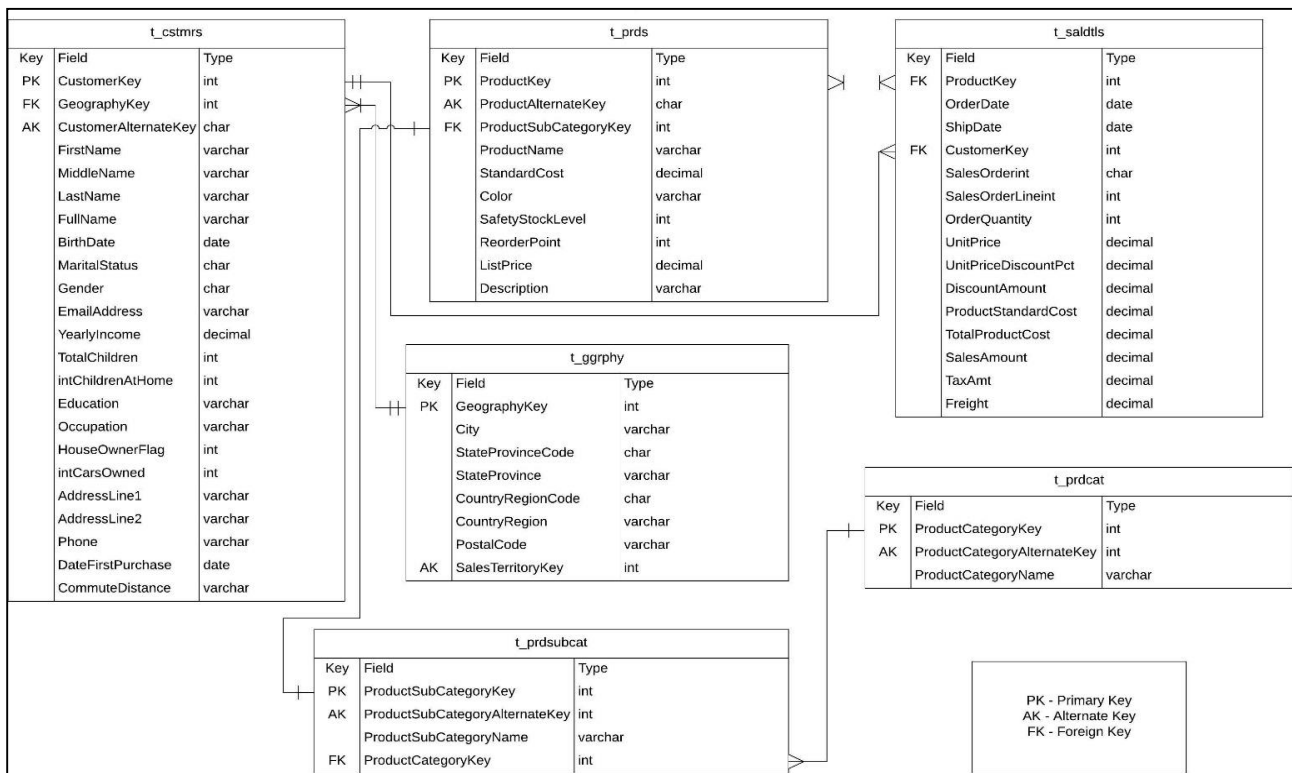 t_cstmrs
Key Field Type
PK CustomerKey int
FK GeographyKey int
AK CustomerAlternateKey char
FirstName varchar
MiddleName varchar
LastName varchar
FullName varchar
BirthDate date
MaritalStatus char
Gender char
EmailAddress varchar
YearlyIncome decimal
TotalChildren int
intChildrenAtHome int
Education varchar
Occupation varchar
HouseOwnerFlag int
intCarsOwned int
AddressLine1 varchar
AddressLine2 varchar
Phone varchar
DateFirstPurchase date
CommuteDistance varchar
t_prds
Key Field Type
PK ProductKey int
AK ProductAlternateKey char
FK ProductSubCategoryKey int
ProductName varchar
StandardCost decimal
Color varchar
SafetyStockLevel int
ReorderPoint int
ListPrice decimal
Description varchar
t_saldtls
Key Field Type
FK ProductKey int
OrderDate date
ShipDate date
FK CustomerKey int
SalesOrderint char
SalesOrderLineint int
OrderQuantity int
UnitPrice decimal
UnitPriceDiscountPct decimal
DiscountAmount decimal
ProductStandardCost decimal
TotalProductCost decimal
SalesAmount decimal
TaxAmt decimal
Freight decimal
t_ggrphy
Key Field Type
PK GeographyKey int
City varchar
StateProvinceCode char
StateProvince varchar
CountryRegionCode char
CountryRegion varchar
PostalCode varchar
AK SalesTerritoryKey int
t_prdcat
Key Field Type
PK ProductCategoryKey int
AK ProductCategoryAlternateKey int
ProductCategoryName varchar
t_prdsubcat
Key Field Type
PK ProductSubCategoryKey int
AK ProductSubCategoryAlternateKey int
ProductSubCategoryName varchar
FK ProductCategoryKey int
PK - Primary Key
AK - Alternate Key
FK - Foreign Key